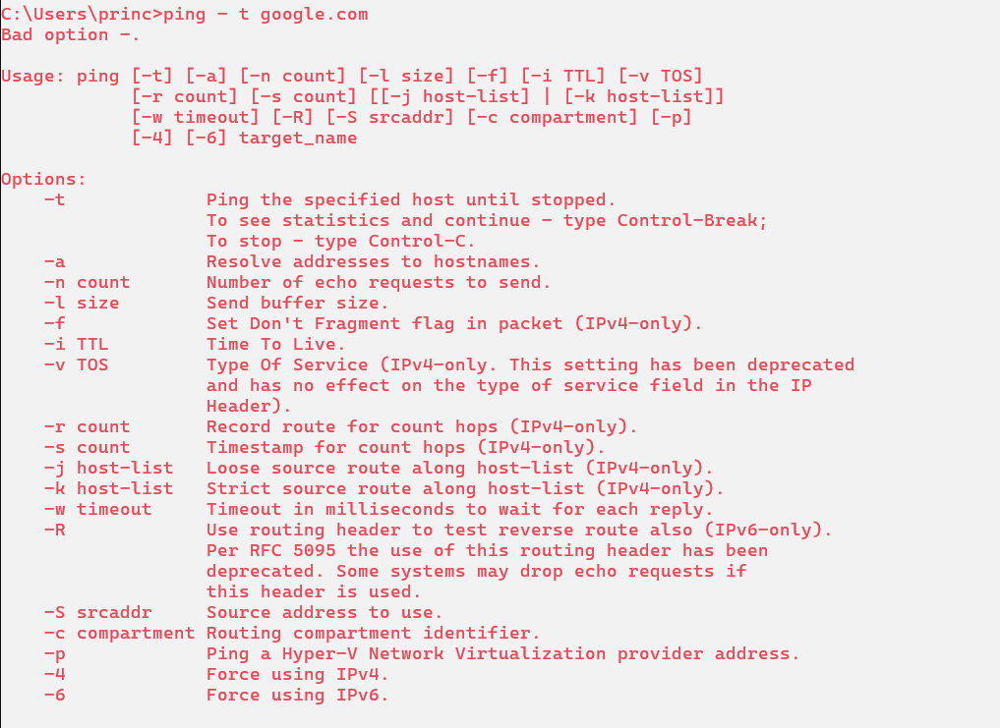 C:\Users\princ>ping - t google.com
Bad option -.
Usage: ping [-t] [-a] [-n count] [-l size] [-f] [-i TTL] [-v TOS]
[-r count] [-s count] [[-j host-list] | [-k host-list]]
[-w timeout] [-R] [-S srcaddr] [-c compartment] [-p]
[-4] [-6] target_name
Options:
-t Ping the specified host until stopped.
To see statistics and continue - type Control-Break;
To stop - type Control-C.
-a Resolve addresses to hostnames.
-n count Number of echo requests to send.
-l size Send buffer size.
-f Set Don't Fragment flag in packet (IPv4-only).
-i TTL Time To Live.
-v TOS Type Of Service (IPv4-only. This setting has been deprecated
and has no effect on the type of service field in the IP
Header).
-r count Record route for count hops (IPv4-only).
-s count Timestamp for count hops (IPv4-only).
-j host-list Loose source route along host-list (IPv4-only).
-k host-list Strict source route along host-list (IPv4-only).
-w timeout Timeout in milliseconds to wait for each reply.
-R Use routing header to test reverse route also (IPv6-only).
Per RFC 5095 the use of this routing header has been
deprecated. Some systems may drop echo requests if
this header is used.
-S srcaddr Source address to use.
-c compartment Routing compartment identifier.
-p Ping a Hyper-V Network Virtualization provider address.
-4 Force using IPv4.
-6 Force using IPv6.